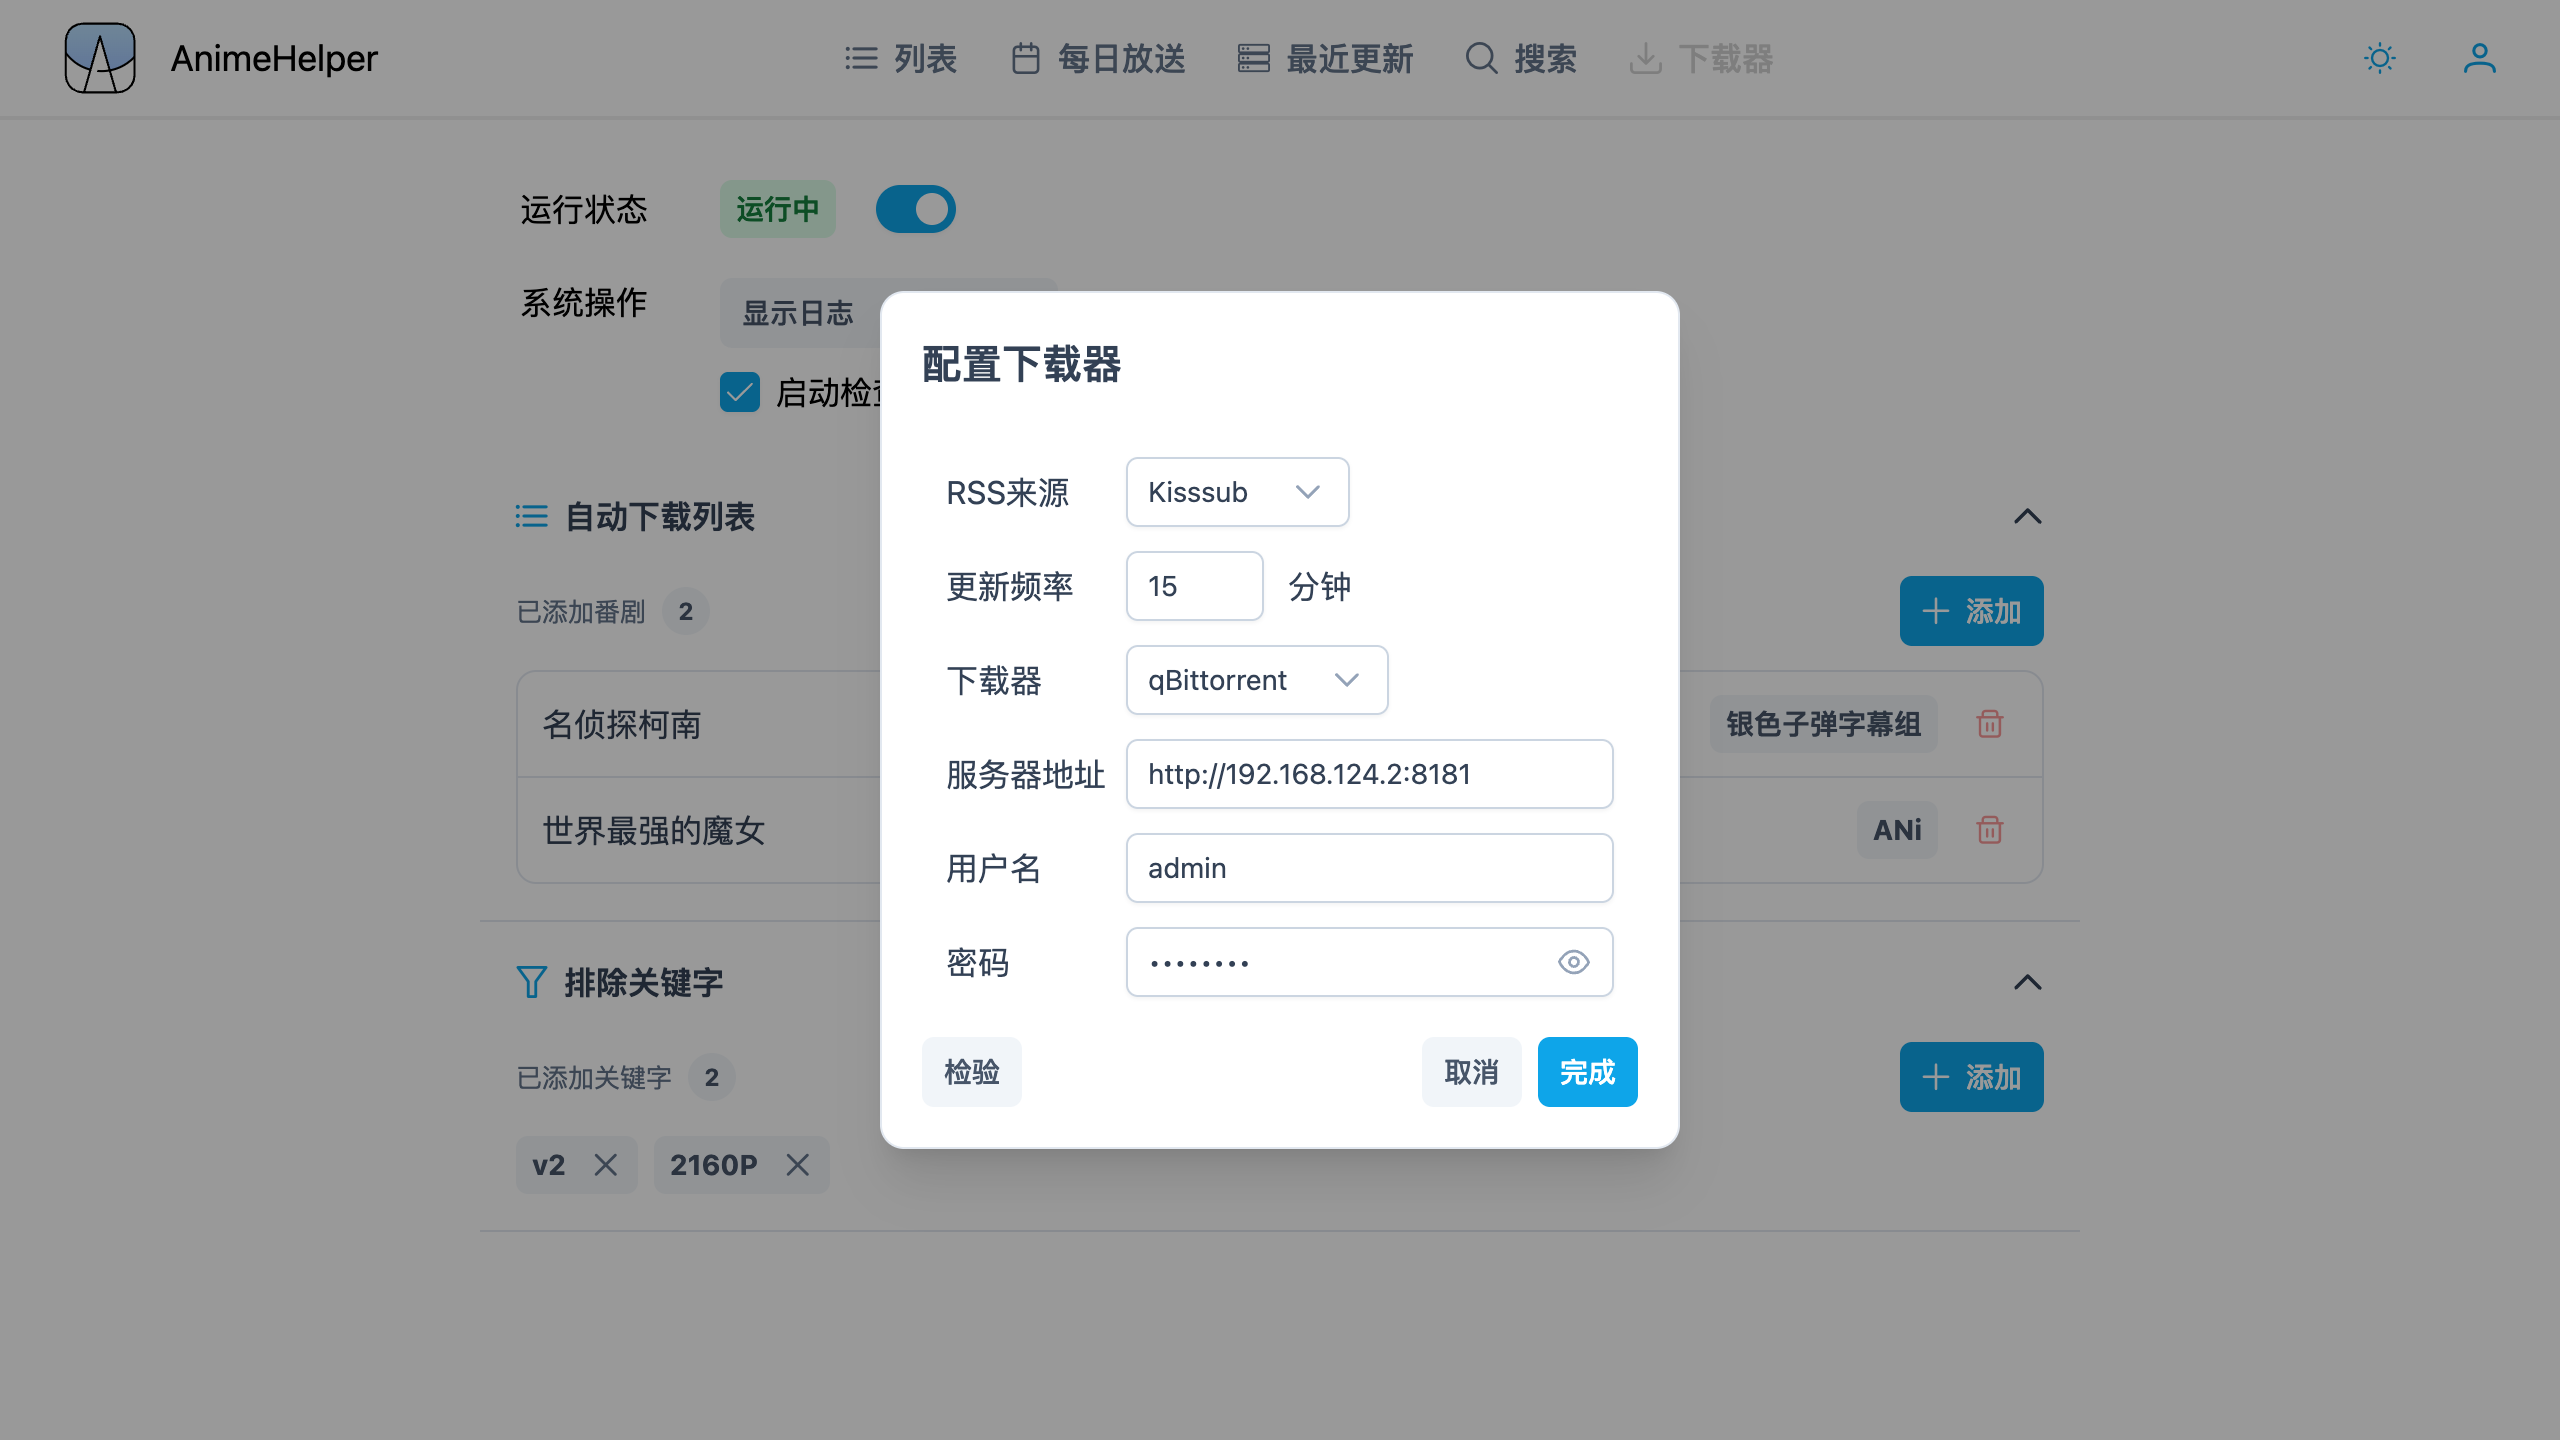 AnimeHelper
列表
每日放送
最近更新
搜索
下载器
运行状态
运行中
系统操作
显示日志
启动检
配置下载器
RSS来源
Kisssub
更新频率
15
分钟
下载器
qBittorrent
服务器地址
http://192.168.124.2:8181
用户名
admin
密码
••••••••
检验
取消
完成
自动下载列表
已添加番剧
2
添加
名侦探柯南
银色子弹字幕组
世界最强的魔女
ANi
排除关键字
已添加关键字
2
添加
v2
2160P